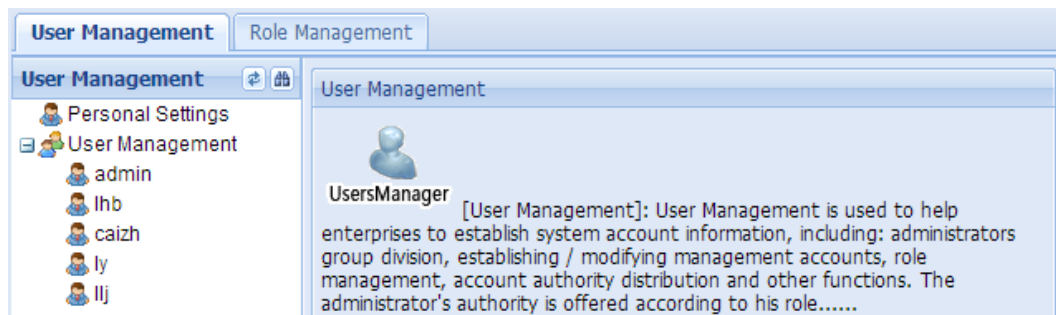 User Management
Role Management
User Management
Personal Settings
User Management
admin
lhb
caizh
ly
llj
User Management
UsersManager
[User Management]: User Management is used to help
enterprises to establish system account information, including: administrators
group division, establishing / modifying management accounts, role
management, account authority distribution and other functions. The
administrator's authority is offered according to his role......